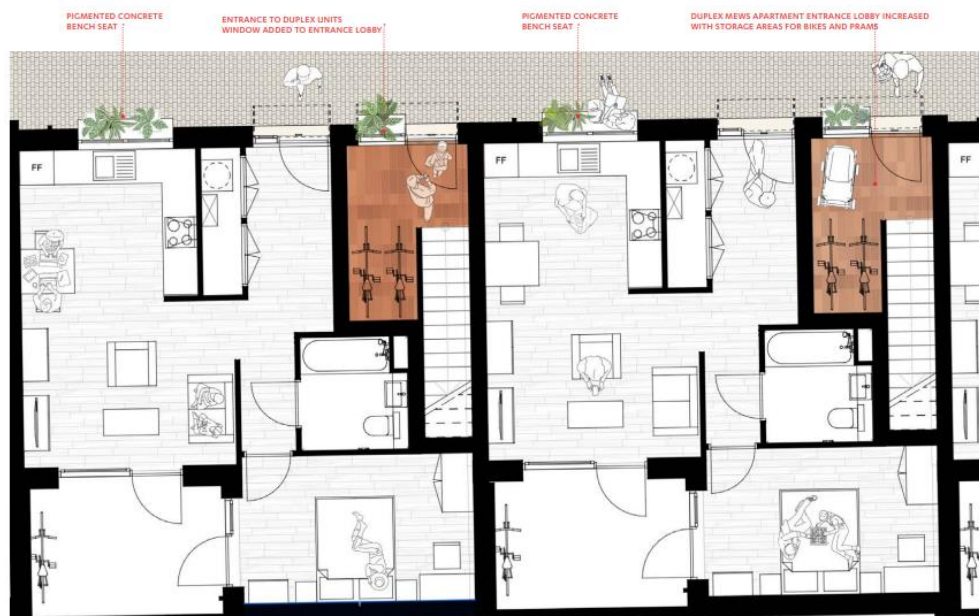 PIGMENTED CONCRETE
BENCH SEAT
ENTRANCE TO DUPLEX UNITS
WINDOW ADDED TO ENTRANCE LOBBY
PIGMENTED CONCRETE
BENCH SEAT
DUPLEX MEWS APARTMENT ENTRANCE LOBBY INCREASED
WITH STORAGE AREAS FOR BIKES AND PRAMS
FF
FF
FF